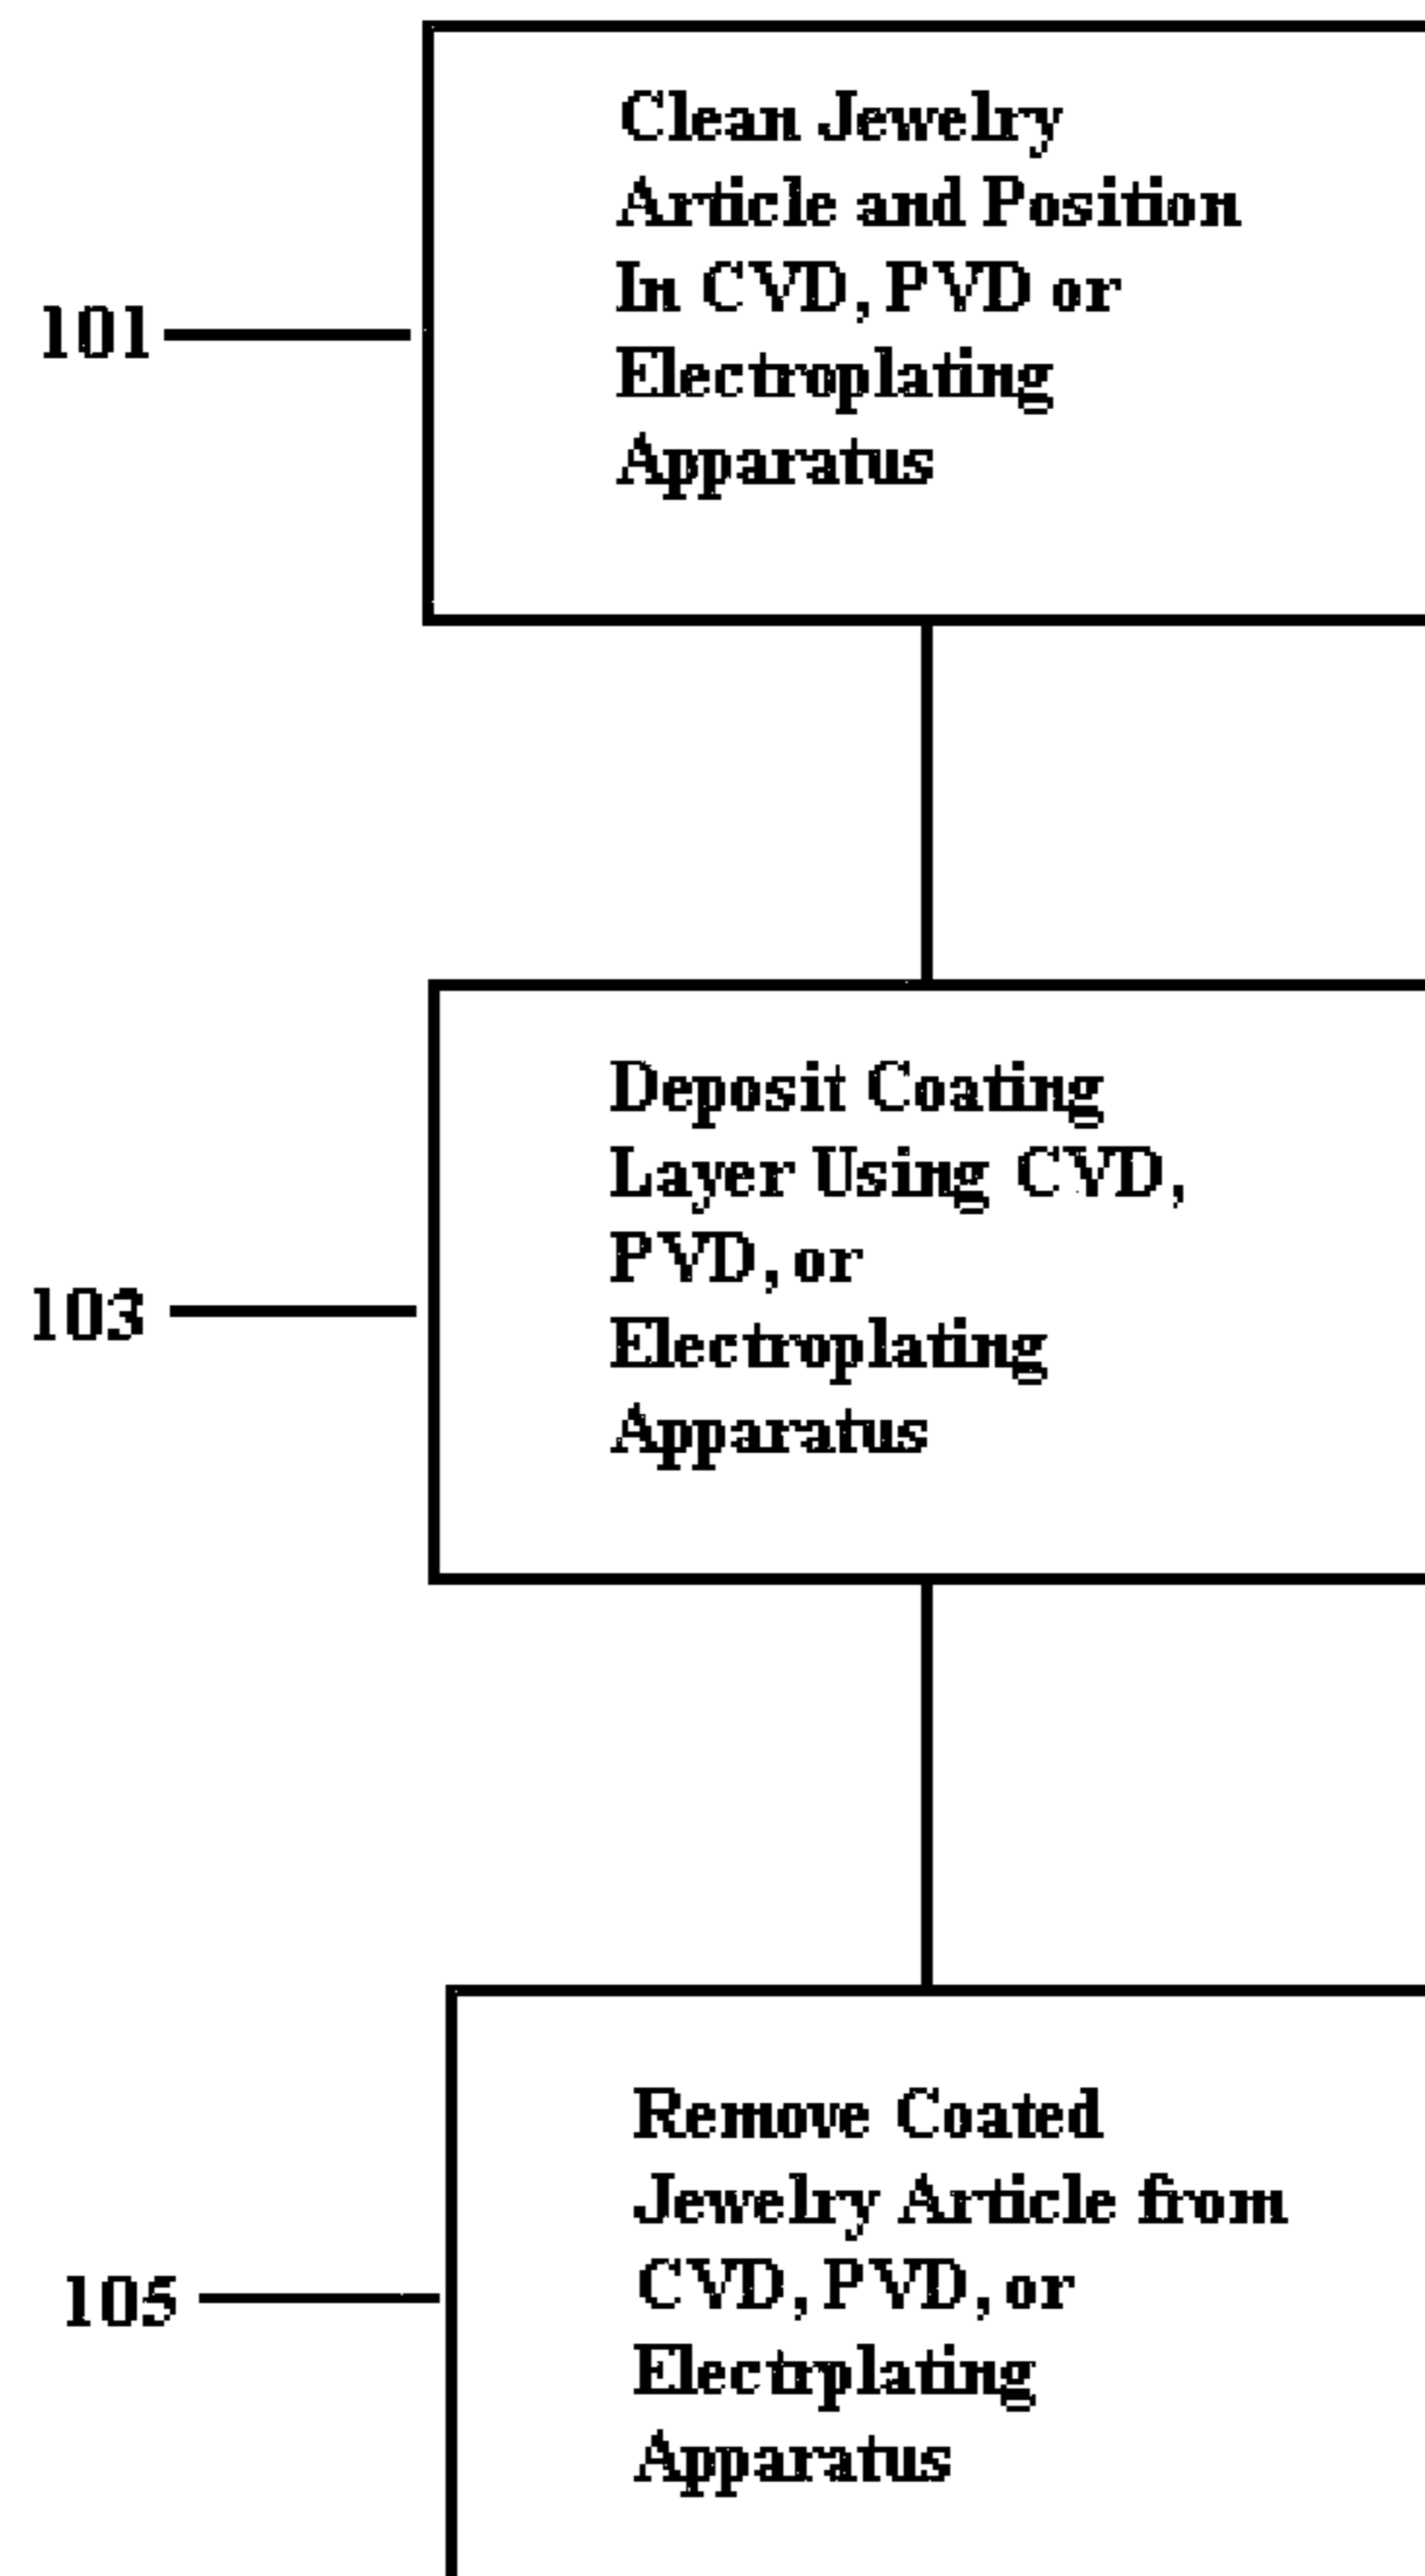 Clean Jewelry
Article and Position
In CVD, PVD or
101
Electroplating
Apparatus
Deposit Coating
Layer Using CVD,
PVD, or
103
Electroplating
Apparatus
Remove Coated
Jewelry Article from
CVD, PVD, or
105
Electrplating
Apparatus